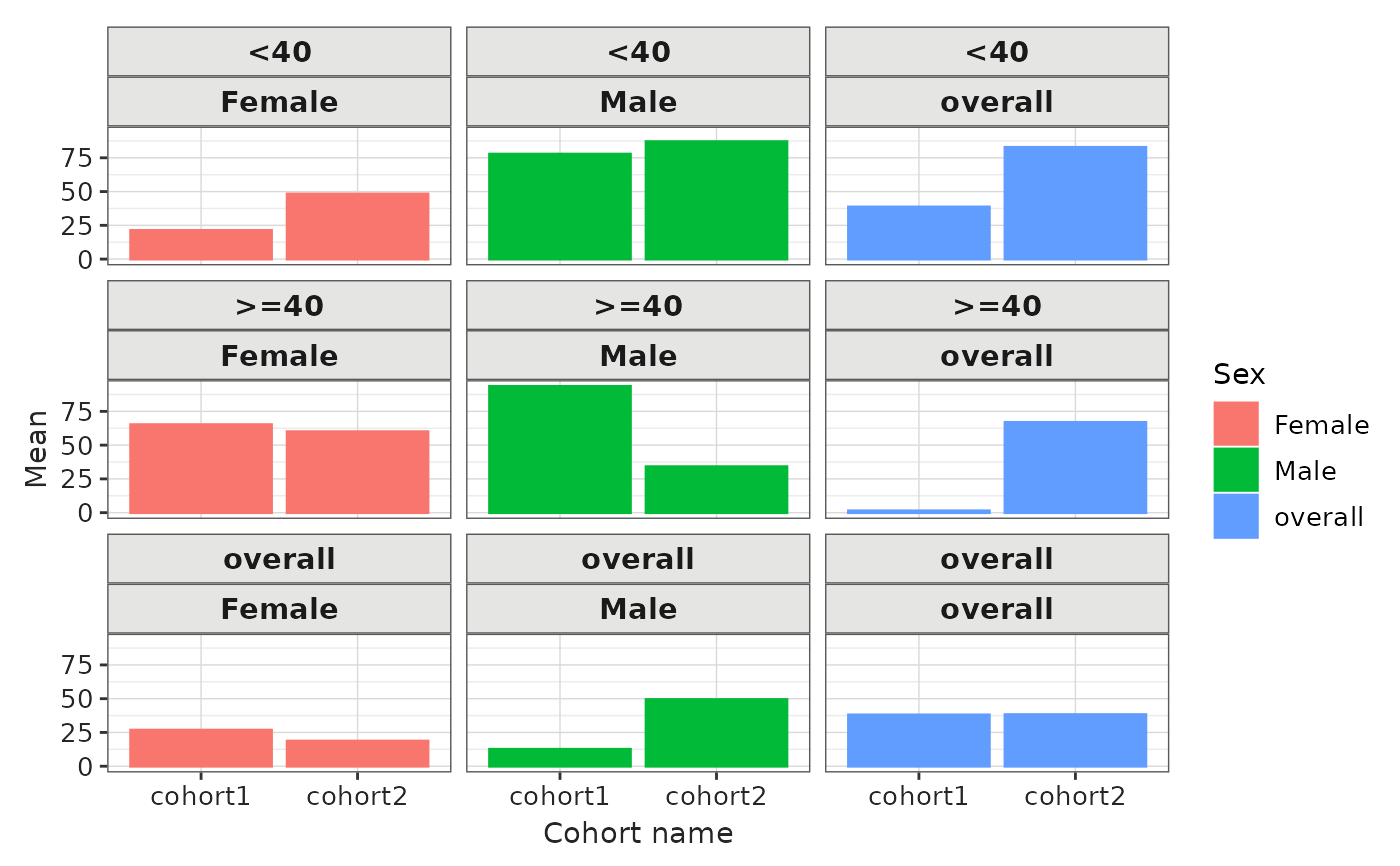 <40 <40 <40
Female Male overall
75
50
25
0
>=40 >=40 >=40
Female Male overall
75
50
25
0
overall overall overall
Female Male overall
75
50
25
0
cohort1 cohort2 cohort1 cohort2 cohort1 cohort2
Cohort name
Mean
Sex
Female
Male
overall